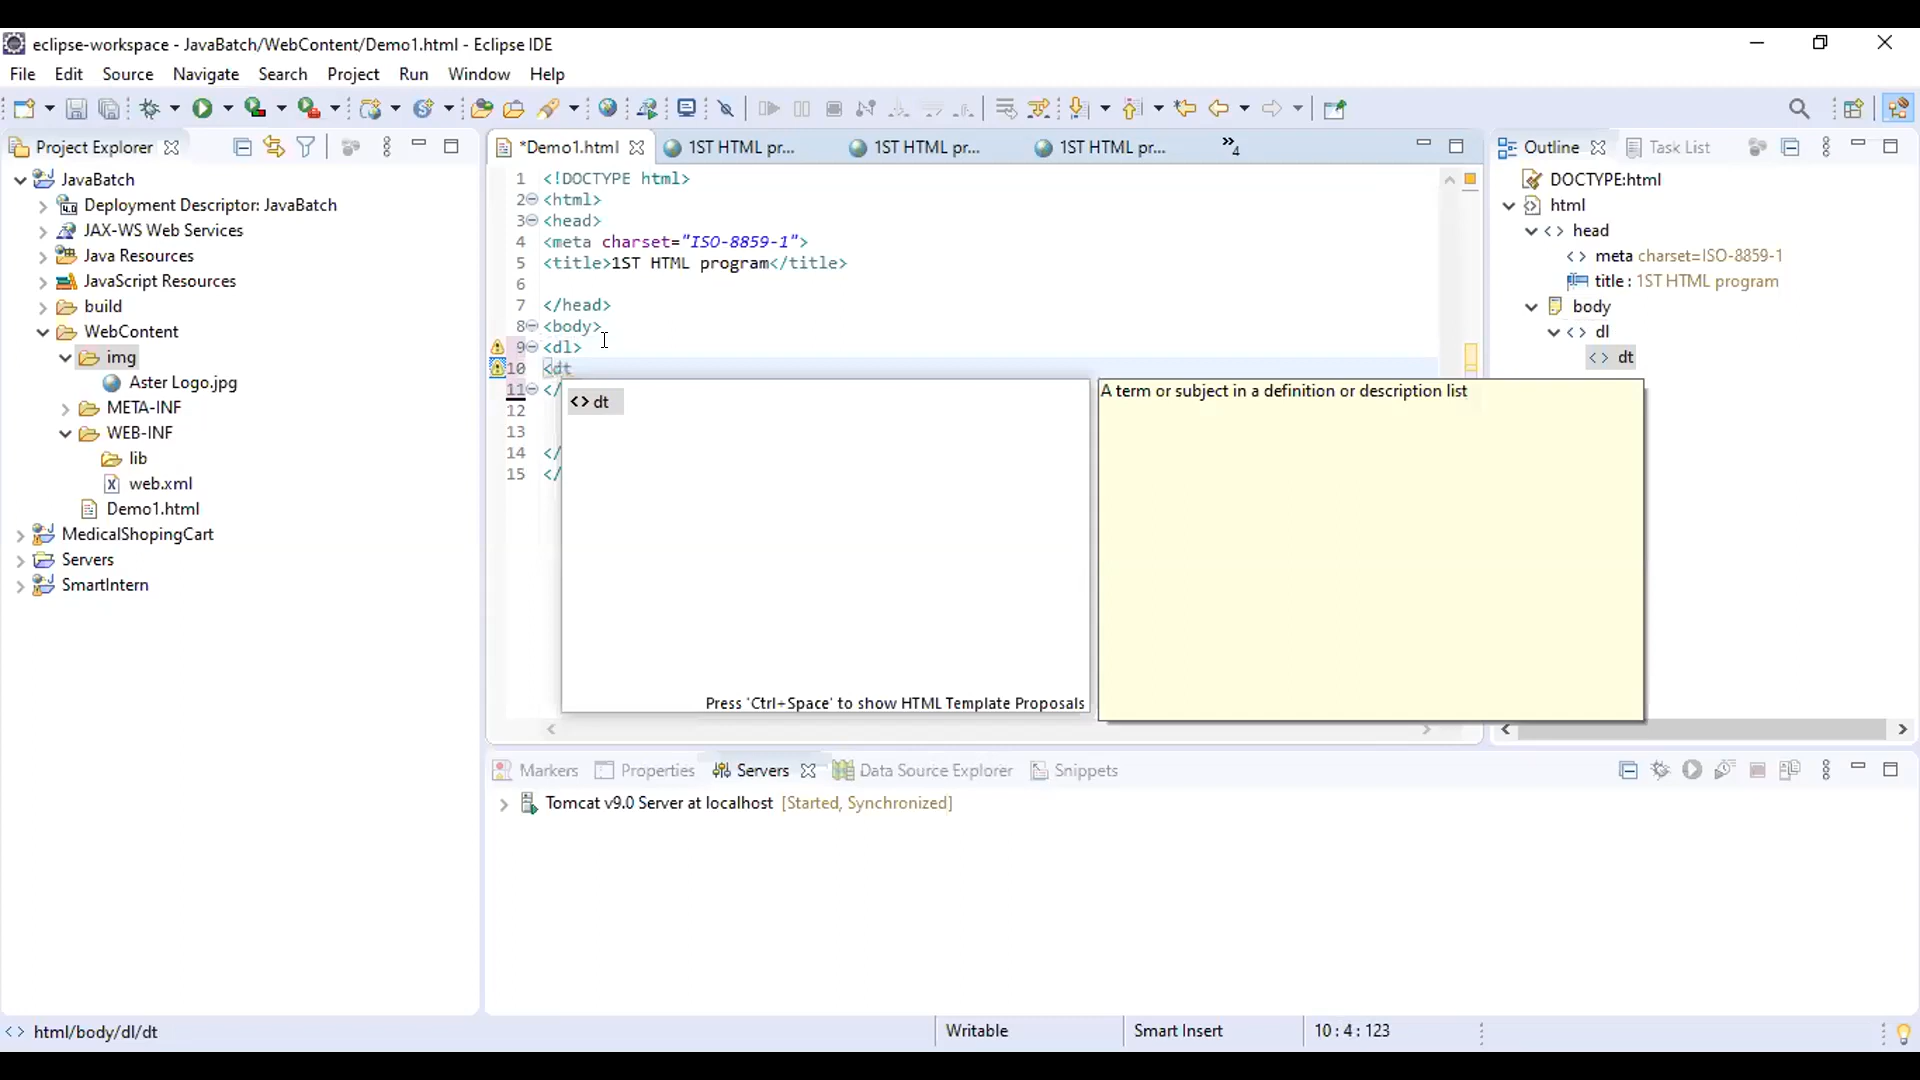 eclipse-workspace - JavaBatch/WebContent/Demo1.html - Eclipse IDE
File Edit Source Navigate Search Project Run Window Help
Project Explorer
JavaBatch
Deployment Descriptor: JavaBatch
JAX-WS Web Services
Java Resources
JavaScript Resources
build
WebContent
img
Aster Logo.jpg
META-INF
WEB-INF
lib
web.xml
Demo1.html
MedicalShopingCart
Servers
SmartIntern
*Demo1.html 1ST HTML pr... 1ST HTML pr... 1ST HTML pr... »4
1 <!DOCTYPE html>
2 <html>
3 <head>
4 <meta charset="ISO-8859-1">
5 <title>1ST HTML program</title>
6
7 </head>
8 <body>
9 <dl>
10 <dt
11 </
12
13
14 </
15 </
<> dt
Press 'Ctrl+Space' to show HTML Template Proposals
A term or subject in a definition or description list
Outline Task List
DOCTYPE:html
html
head
meta charset=ISO-8859-1
title : 1ST HTML program
body
dl
dt
Markers Properties Servers Data Source Explorer Snippets
Tomcat v9.0 Server at localhost [Started, Synchronized]
html/body/dl/dt Writable Smart Insert 10 : 4 : 123